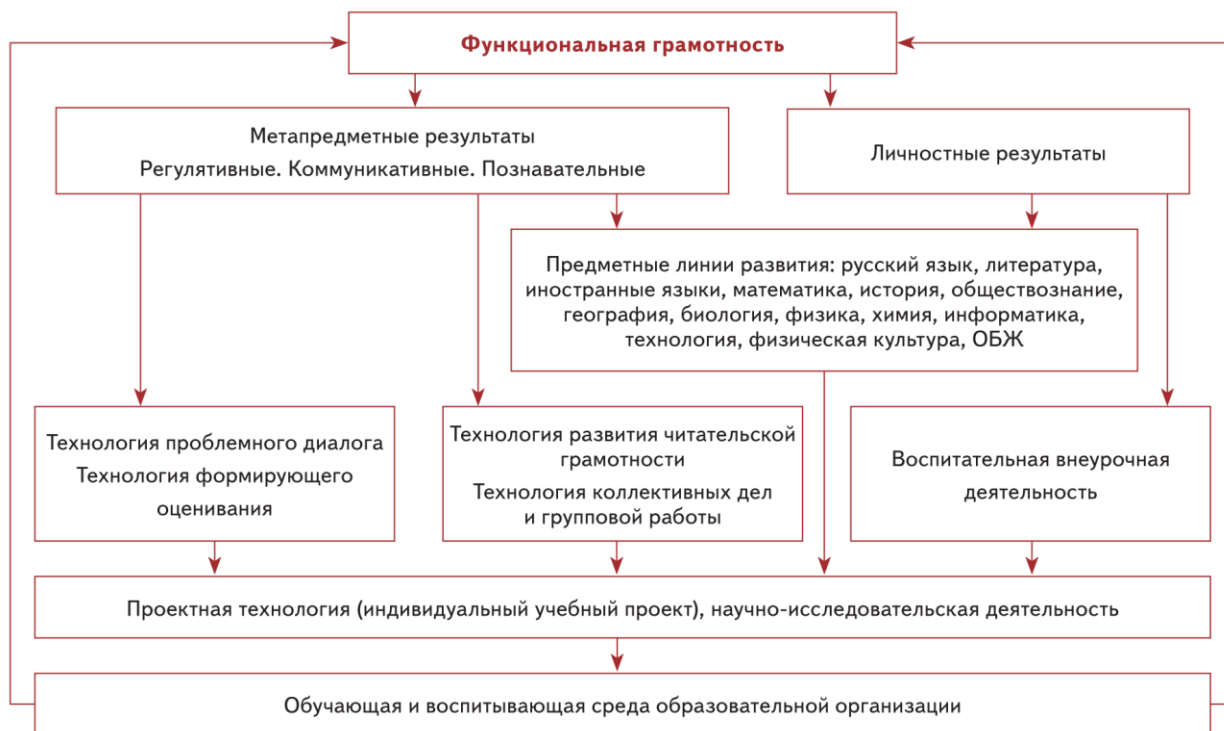 Функциональная грамотность
Метапредметные результаты
Регулятивные. Коммуникативные. Познавательные
Личностные результаты
Предметные линии развития: русский язык, литература,
иностранные языки, математика, история, обществознание,
география, биология, физика, химия, информатика,
технология, физическая культура, ОБЖ
Технология проблемного диалога
Технология формирующего
оценивания
Технология развития читательской
грамотности
Технология коллективных дел
и групповой работы
Воспитательная внеурочная
деятельность
Проектная технология (индивидуальный учебный проект), научно-исследовательская деятельность
Обучающая и воспитывающая среда образовательной организации